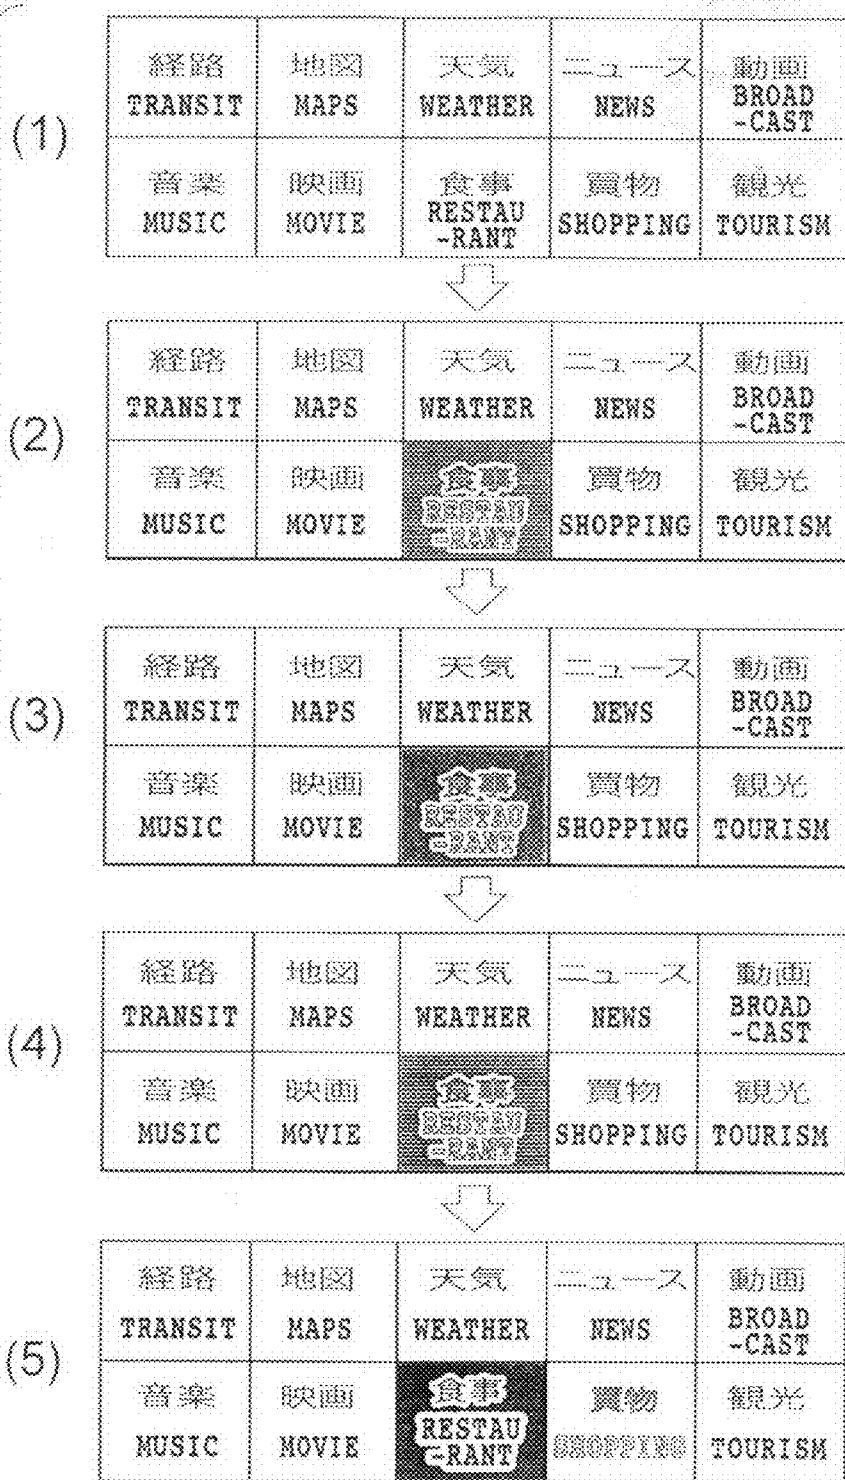 (1)
経路 地図 天気 ニュース 動画
TRANSIT MAPS WEATHER NEWS BROAD
-CAST
音楽 映画 食事 買物 観光
MUSIC MOVIE RESTAU SHOPPING TOURISM
-RANT
(2)
経路 地図 天気 ニュース 動画
TRANSIT MAPS WEATHER NEWS BROAD
-CAST
音楽 映画 食事 買物 観光
MUSIC MOVIE RESTAU SHOPPING TOURISM
-RANT
(3)
経路 地図 天気 ニュース 動画
TRANSIT MAPS WEATHER NEWS BROAD
-CAST
音楽 映画 食事 買物 観光
MUSIC MOVIE RESTAU SHOPPING TOURISM
-RANT
(4)
経路 地図 天気 ニュース 動画
TRANSIT MAPS WEATHER NEWS BROAD
-CAST
音楽 映画 食事 買物 観光
MUSIC MOVIE RESTAU SHOPPING TOURISM
-RANT
(5)
経路 地図 天気 ニュース 動画
TRANSIT MAPS WEATHER NEWS BROAD
-CAST
音楽 映画 食事 買物 観光
MUSIC MOVIE RESTAU SHOPPING TOURISM
-RANT